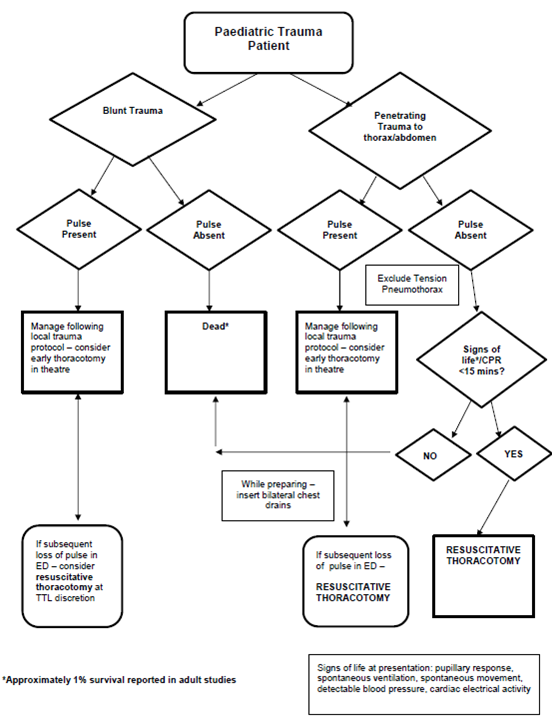 Paediatric Trauma
Patient
Blunt Trauma
Penetrating
Trauma to
thorax/abdomen
Pulse
Present
Pulse
Absent
Pulse
Present
Pulse
Absent
Exclude Tension
Pneumothorax
Manage following
local trauma
protocol – consider
early thoracotomy
in theatre
Dead*
Manage following
local trauma
protocol – consider
early thoracotomy
in theatre
Signs of
life*/CPR
<15 mins?
NO
YES
While preparing –
insert bilateral chest
drains
If subsequent
loss of pulse in
ED – consider
resuscitative
thoracotomy at
TTL discretion
If subsequent loss
of pulse in ED –
RESUSCITATIVE
THORACOTOMY
RESUSCITATIVE
THORACOTOMY
*Approximately 1% survival reported in adult studies
Signs of life at presentation: pupillary response,
spontaneous ventilation, spontaneous movement,
detectable blood pressure, cardiac electrical activity